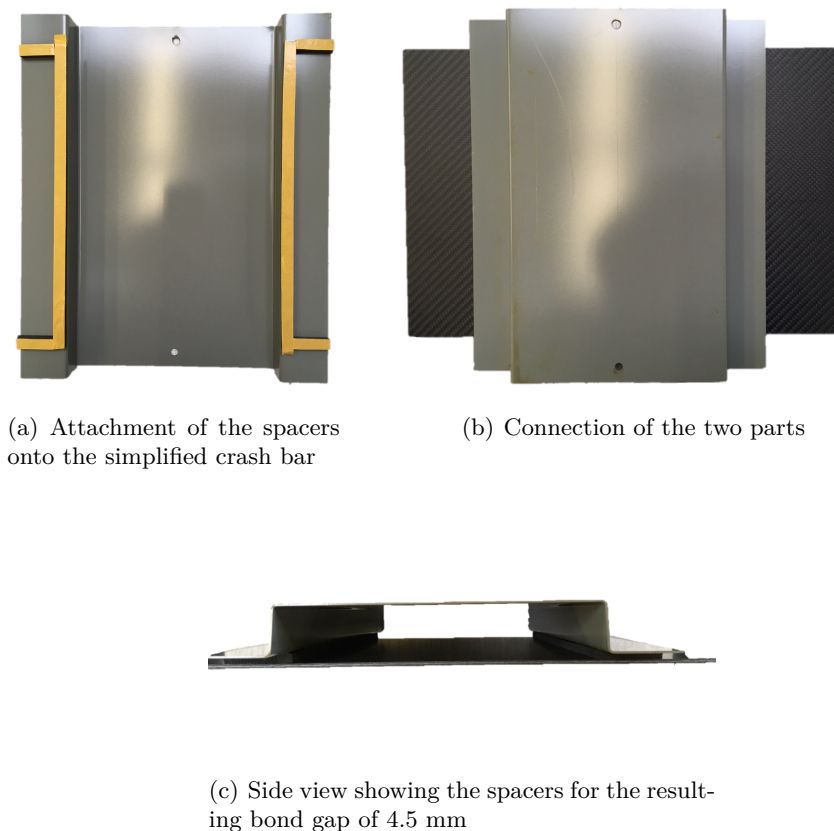 (a) Attachment of the spacers
onto the simplified crash bar
(b) Connection of the two parts
(c) Side view showing the spacers for the result-
ing bond gap of 4.5 mm